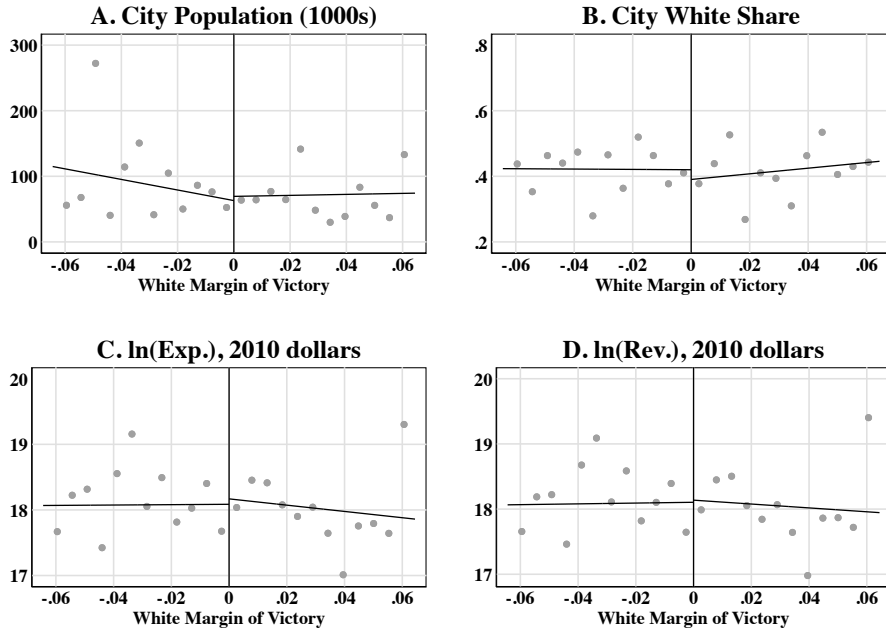 A. City Population (1000s)
300
200
100
0
-.06 -.04 -.02 0 .02 .04 .06
White Margin of Victory
B. City White Share
.8
.6
.4
.2
-.06 -.04 -.02 0 .02 .04 .06
White Margin of Victory
C. ln(Exp.), 2010 dollars
20
19
18
17
-.06 -.04 -.02 0 .02 .04 .06
White Margin of Victory
D. ln(Rev.), 2010 dollars
20
19
18
17
-.06 -.04 -.02 0 .02 .04 .06
White Margin of Victory